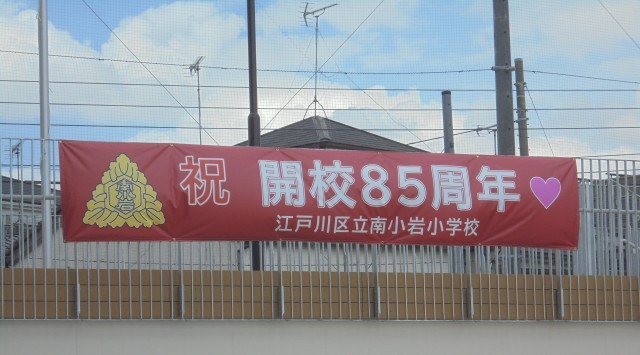 祝 開校85周年
江戸川区立南小岩小学校